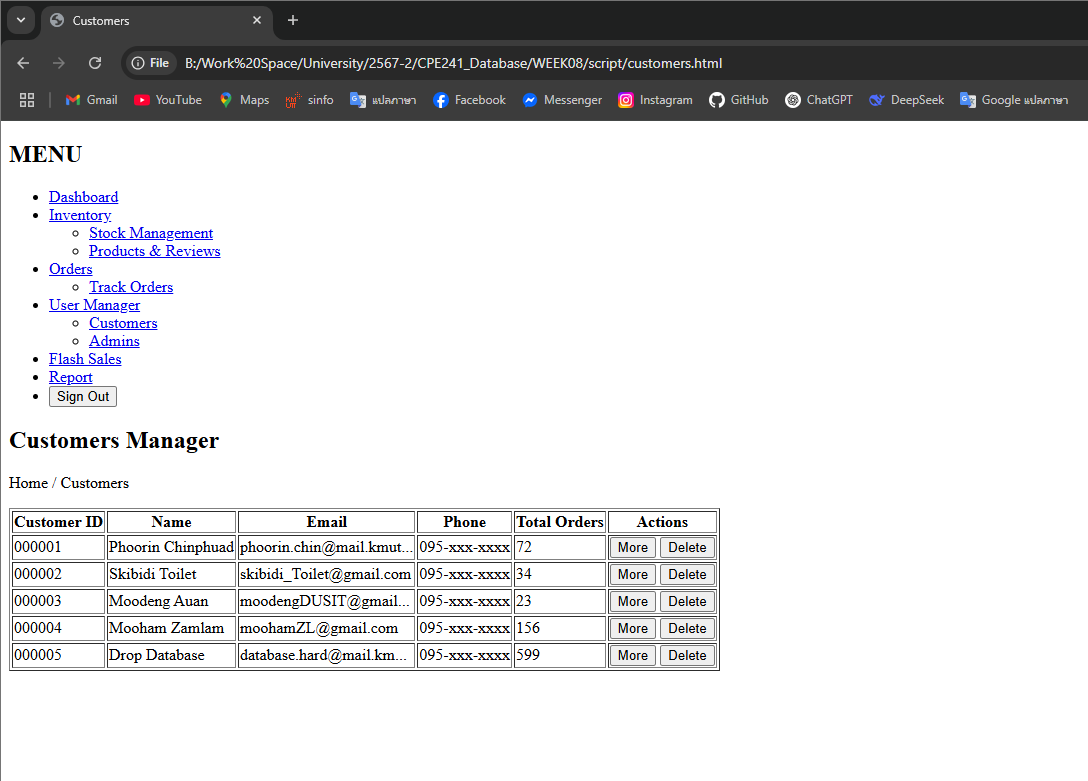 Customers
File B:/Work%20Space/University/2567-2/CPE241_Database/WEEK08/script/customers.html
Gmail YouTube Maps KMUTT sinfo แปลภาษา Facebook Messenger Instagram GitHub ChatGPT DeepSeek Google แปลภาษา
MENU
Dashboard
Inventory
Stock Management
Products & Reviews
Orders
Track Orders
User Manager
Customers
Admins
Flash Sales
Report
Sign Out
Customers Manager
Home / Customers
Customer ID Name Email Phone Total Orders Actions
000001 Phoorin Chinphuad phoorin.chin@mail.kmut... 095-xxx-xxxx 72 More Delete
000002 Skibidi Toilet skibidi_Toilet@gmail.com 095-xxx-xxxx 34 More Delete
000003 Moodeng Auan moodengDUSIT@gmail... 095-xxx-xxxx 23 More Delete
000004 Mooham Zamlam moohamZL@gmail.com 095-xxx-xxxx 156 More Delete
000005 Drop Database database.hard@mail.km... 095-xxx-xxxx 599 More Delete